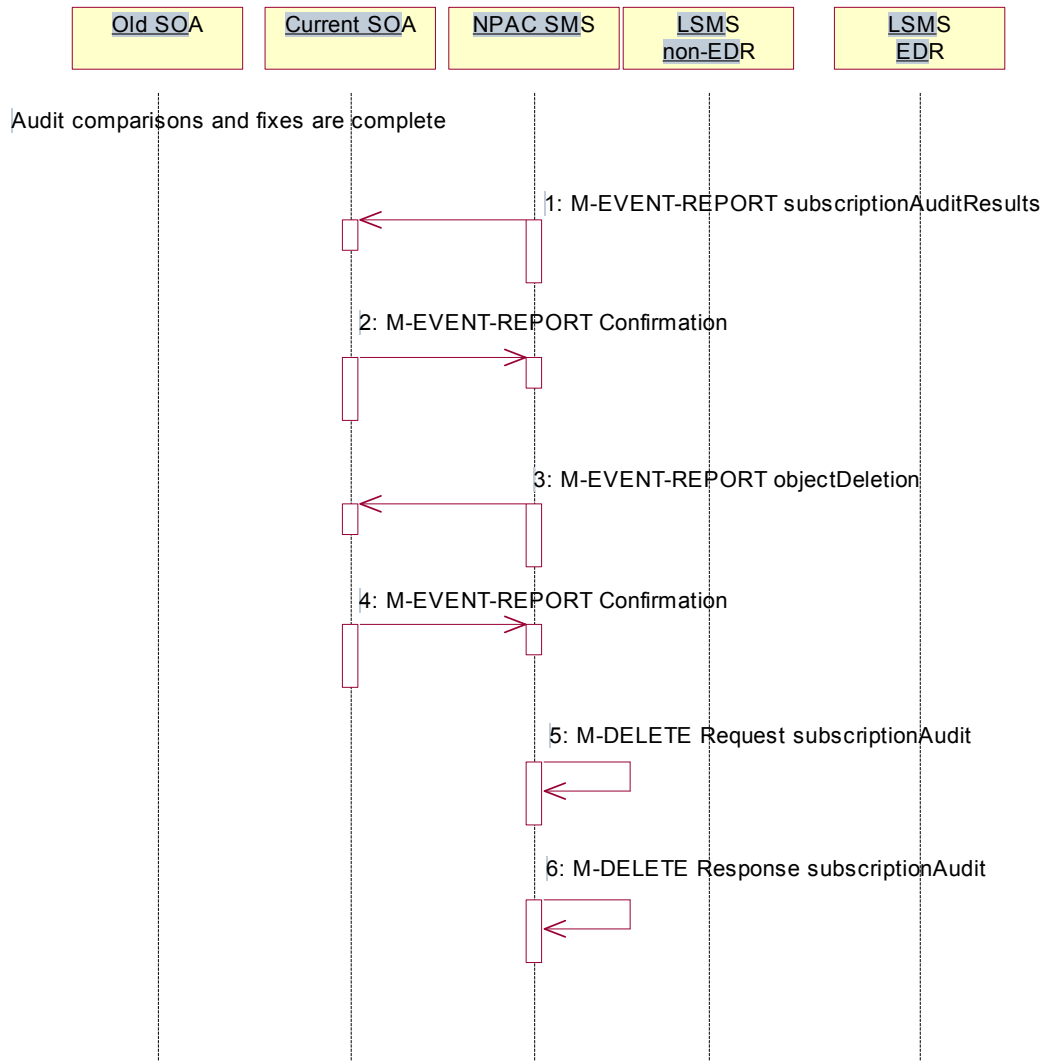 Old SOA
Current SOA
NPAC SMS
LSMS
non-EDR
LSMS
EDR
Audit comparisons and fixes are complete
1: M-EVENT-REPORT subscriptionAuditResults
2: M-EVENT-REPORT Confirmation
3: M-EVENT-REPORT objectDeletion
4: M-EVENT-REPORT Confirmation
5: M-DELETE Request subscriptionAudit
6: M-DELETE Response subscriptionAudit